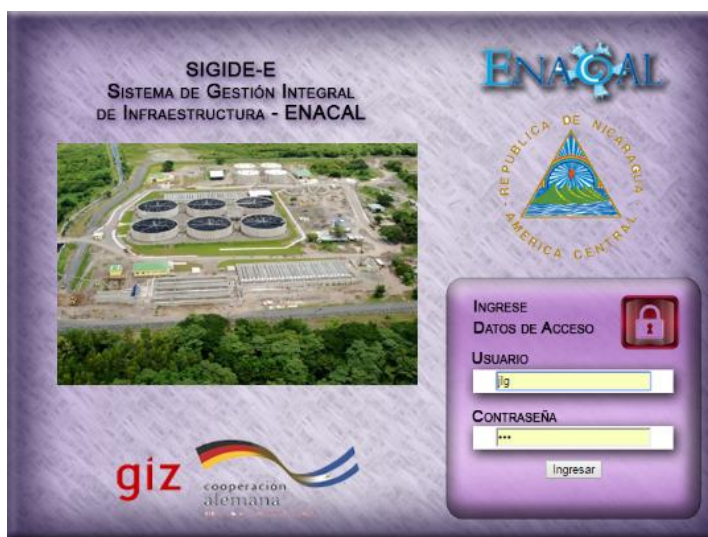 SIGIDE-E
SISTEMA DE GESTIÓN INTEGRAL
DE INFRAESTRUCTURA - ENACAL
ENACAL
REPUBLICA DE NICARAGUA
AMERICA CENTRAL
INGRESE
DATOS DE ACCESO
USUARIO
jlg
CONTRASEÑA
•••
Ingresar
giz
cooperación
alemana